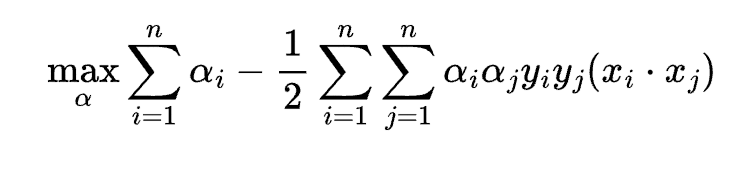 $$\max_{\alpha} \sum_{i=1}^{n} \alpha_i - \frac{1}{2} \sum_{i=1}^{n} \sum_{j=1}^{n} \alpha_i \alpha_j y_i y_j (x_i \cdot x_j)$$